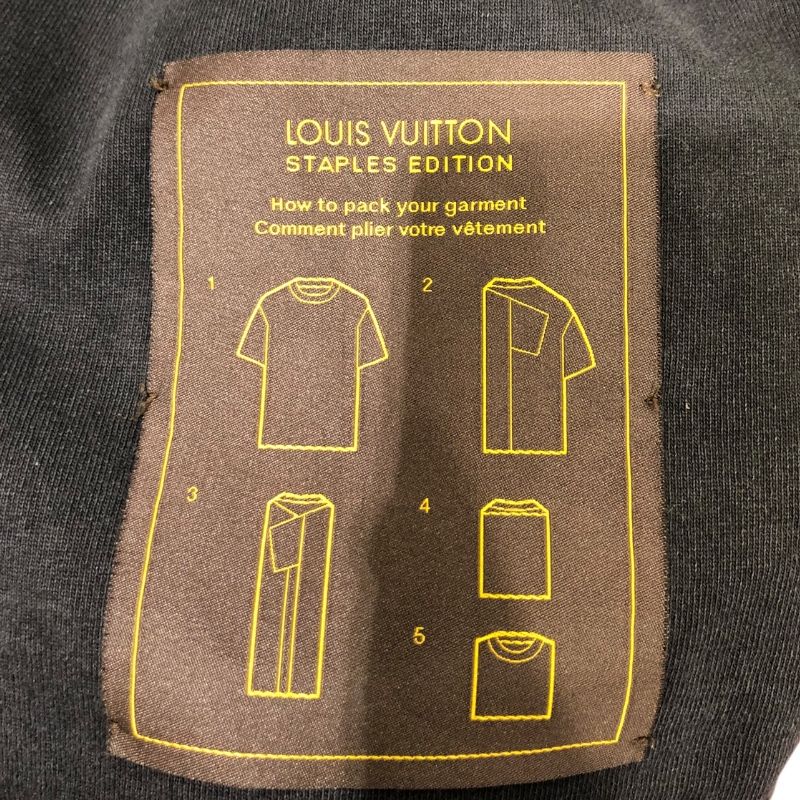 LOUIS VUITTON
STAPLES EDITION
How to pack your garment
Comment plier votre vêtement
1
2
3
4
5